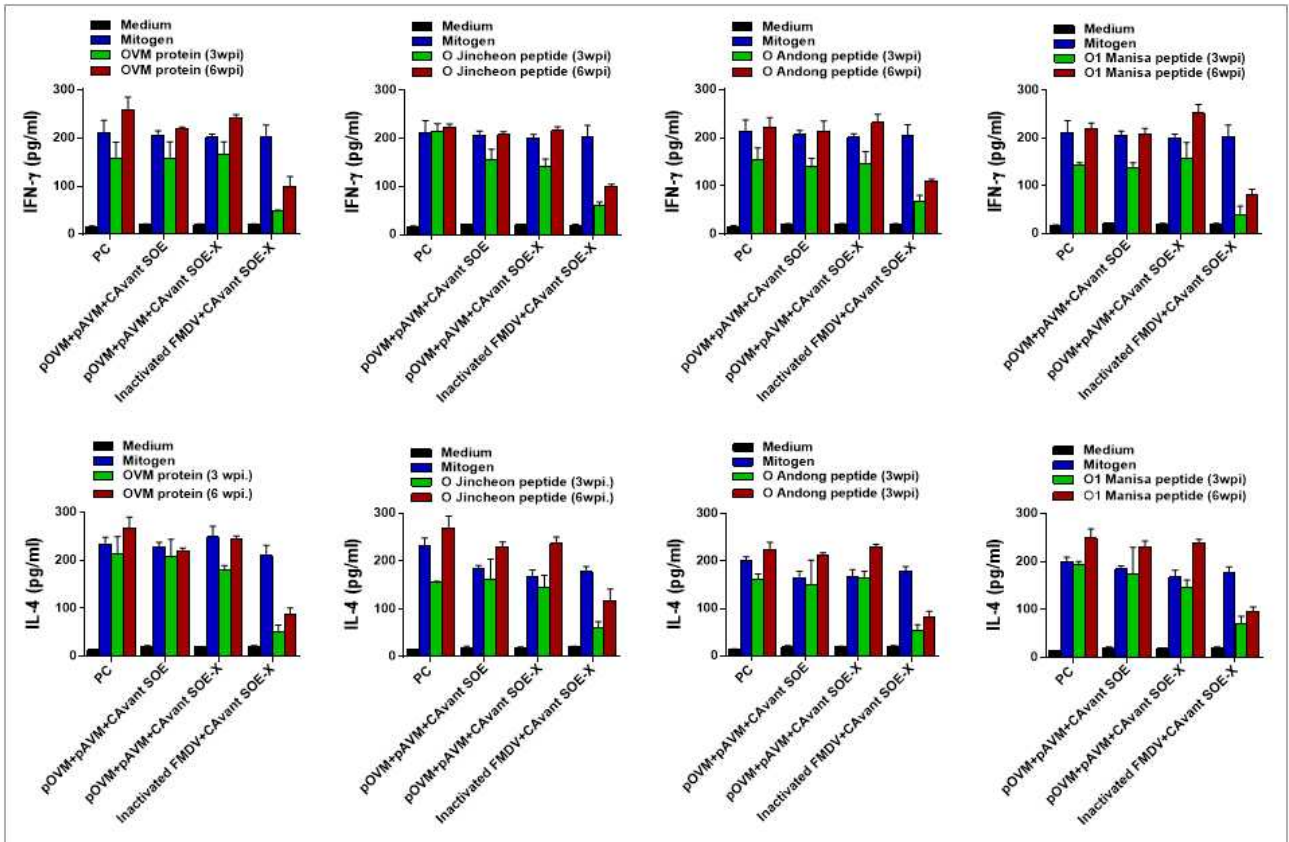 Medium
Mitogen
OVM protein (3wpi)
OVM protein (6wpi)
300
200
100
0
IFN-γ (pg/ml)
PC
pOVM+pAVM+CAvant SOE
pOVM+pAVM+CAvant SOE-X
Inactivated FMDV+CAvant SOE-X
Medium
Mitogen
O Jincheon peptide (3wpi)
O Jincheon peptide (6wpi)
300
200
100
0
IFN-γ (pg/ml)
PC
pOVM+pAVM+CAvant SOE
pOVM+pAVM+CAvant SOE-X
Inactivated FMDV+CAvant SOE-X
Medium
Mitogen
O Andong peptide (3wpi)
O Andong peptide (6wpi)
300
200
100
0
IFN-γ (pg/ml)
PC
pOVM+pAVM+CAvant SOE
pOVM+pAVM+CAvant SOE-X
Inactivated FMDV+CAvant SOE-X
Medium
Mitogen
O1 Manisa peptide (3wpi)
O1 Manisa peptide (6wpi)
300
200
100
0
IFN-γ (pg/ml)
PC
pOVM+pAVM+CAvant SOE
pOVM+pAVM+CAvant SOE-X
Inactivated FMDV+CAvant SOE-X
Medium
Mitogen
OVM protein (3 wpi.)
OVM protein (6 wpi.)
300
200
100
0
IL-4 (pg/ml)
PC
pOVM+pAVM+CAvant SOE
pOVM+pAVM+CAvant SOE-X
Inactivated FMDV+CAvant SOE-X
Medium
Mitogen
O Jincheon peptide (3wpi.)
O Jincheon peptide (6wpi.)
300
200
100
0
IL-4 (pg/ml)
PC
pOVM+pAVM+CAvant SOE
pOVM+pAVM+CAvant SOE-X
Inactivated FMDV+CAvant SOE-X
Medium
Mitogen
O Andong peptide (3wpi)
O Andong peptide (3wpi)
300
200
100
0
IL-4 (pg/ml)
PC
pOVM+pAVM+CAvant SOE
pOVM+pAVM+CAvant SOE-X
Inactivated FMDV+CAvant SOE-X
Medium
Mitogen
O1 Manisa peptide (3wpi)
O1 Manisa peptide (6wpi)
300
200
100
0
IL-4 (pg/ml)
PC
pOVM+pAVM+CAvant SOE
pOVM+pAVM+CAvant SOE-X
Inactivated FMDV+CAvant SOE-X